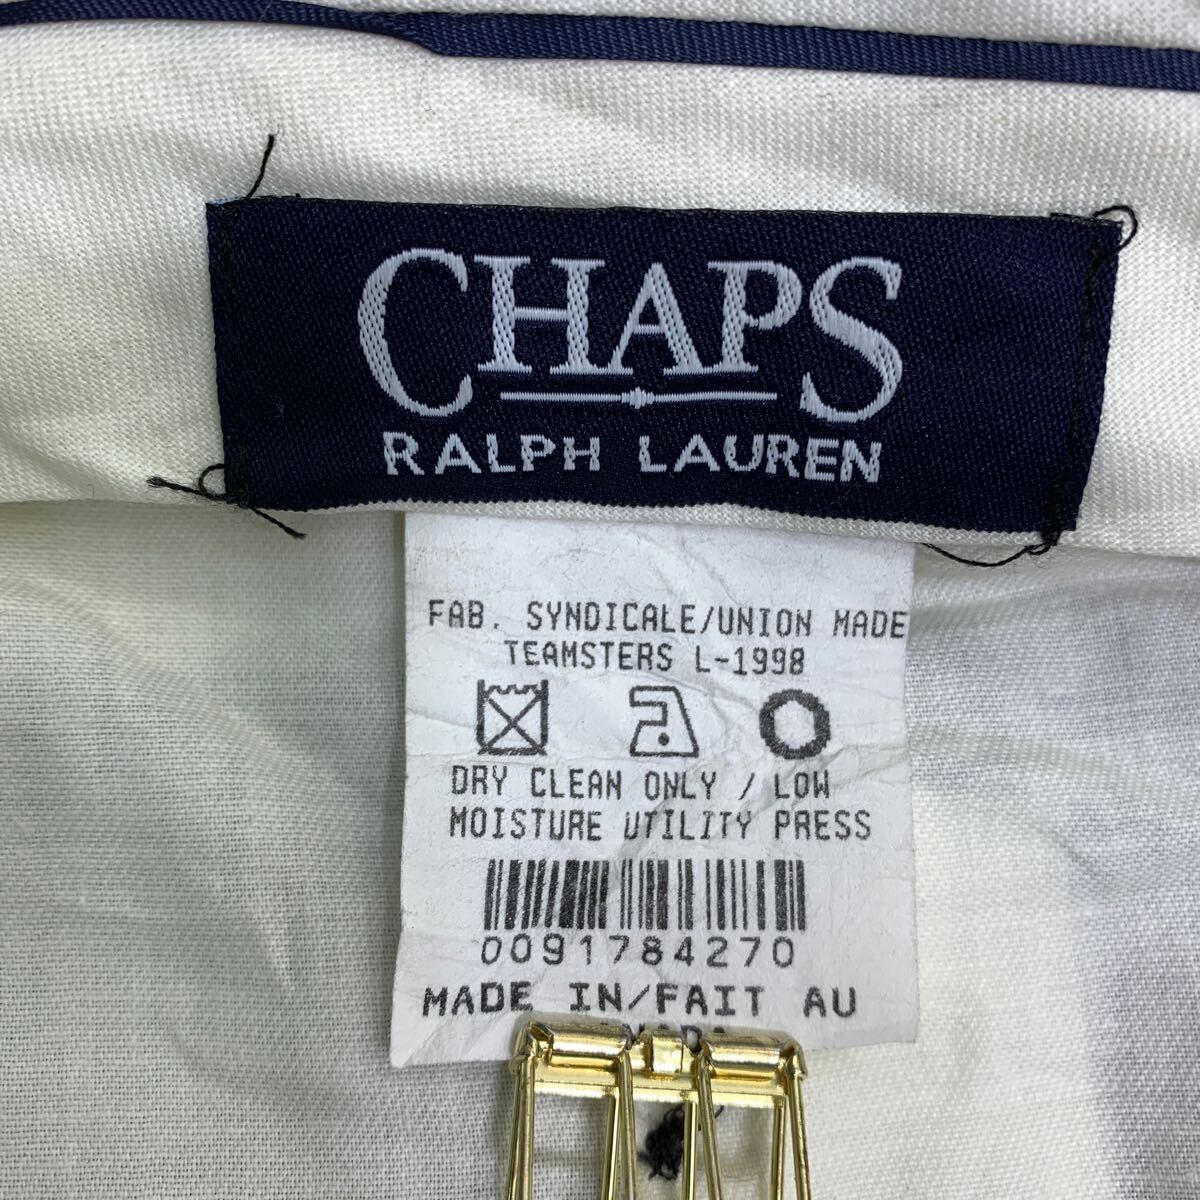 CHAPS
RALPH LAUREN
FAB. SYNDICALE/UNION MADE
TEAMSTERS L-1998
DRY CLEAN ONLY / LOW
MOISTURE UTILITY PRESS
0091784270
MADE IN/FAIT AU